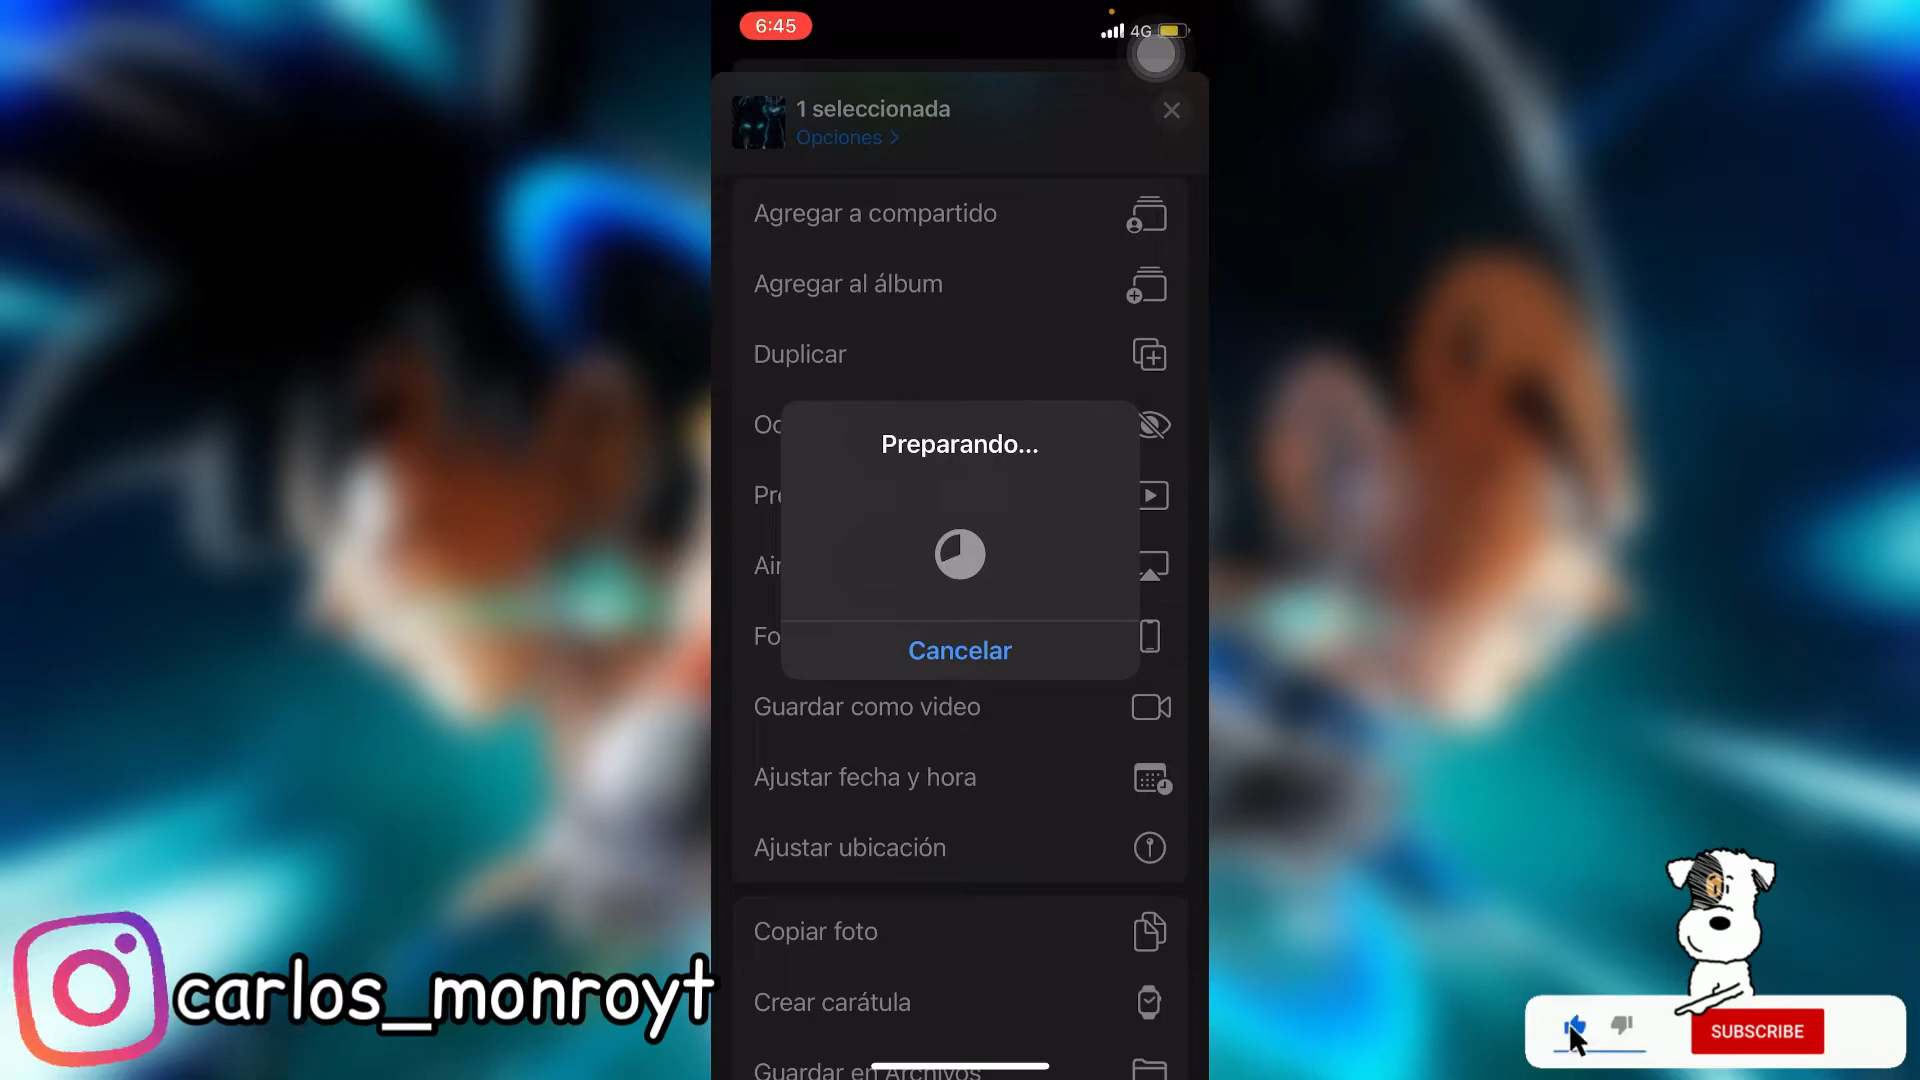 6:45
4G
1 seleccionada
Opciones >
Agregar a compartido
Agregar al álbum
Duplicar
Preparando...
Cancelar
Guardar como video
Ajustar fecha y hora
Ajustar ubicación
Copiar foto
Crear carátula
Guardar en Archivos
carlos_monroyt
SUBSCRIBE